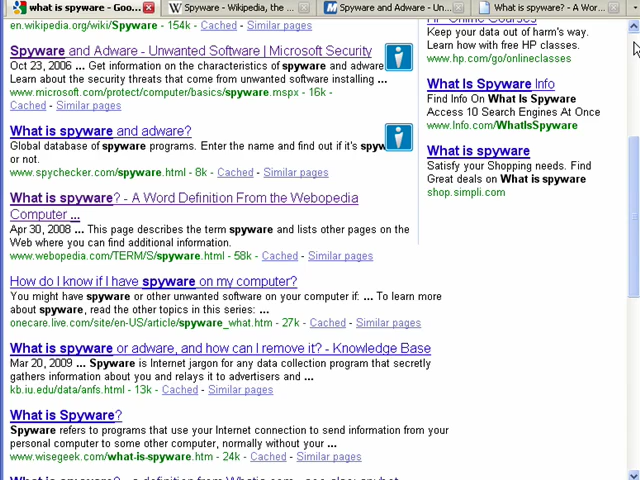 what is spyware - Goo...
Spyware - Wikipedia, the ...
Spyware and Adware - Un...
What is spyware? - A Wor...
en.wikipedia.org/wiki/Spyware - 154k - Cached - Similar pages
Spyware and Adware - Unwanted Software | Microsoft Security
Oct 23, 2006 ... Get information on the characteristics of spyware and adware
Learn about the security threats that come from unwanted software installing ...
www.microsoft.com/protect/computer/basics/spyware.mspx - 16k -
Cached - Similar pages
What is spyware and adware?
Global database of spyware programs. Enter the name and find out if it's spyw
or not.
www.spychecker.com/spyware.html - 8k - Cached - Similar pages
What is spyware? - A Word Definition From the Webopedia
Computer ...
Apr 30, 2008 ... This page describes the term spyware and lists other pages on the
Web where you can find additional information.
www.webopedia.com/TERM/S/spyware.html - 58k - Cached - Similar pages
How do I know if I have spyware on my computer?
You might have spyware or other unwanted software on your computer if: ... To learn more
about spyware, read the other topics in this series: ...
onecare.live.com/site/en-US/article/spyware_what.htm - 27k - Cached - Similar pages
What is spyware or adware, and how can I remove it? - Knowledge Base
Mar 20, 2009 ... Spyware is Internet jargon for any data collection program that secretly
gathers information about you and relays it to advertisers and ...
kb.iu.edu/data/anfs.html - 13k - Cached - Similar pages
What is Spyware?
Spyware refers to programs that use your Internet connection to send information from your
personal computer to some other computer, normally without your ...
www.wisegeek.com/what-is-spyware.htm - 24k - Cached - Similar pages
HP Online Courses
Keep your data out of harm's way.
Learn how with free HP classes.
www.hp.com/go/onlineclasses
What Is Spyware Info
Find Info On What Is Spyware
Access 10 Search Engines At Once
www.Info.com/WhatIsSpyware
What is spyware
Satisfy your Shopping needs. Find
Great deals on What is spyware
shop.simpli.com